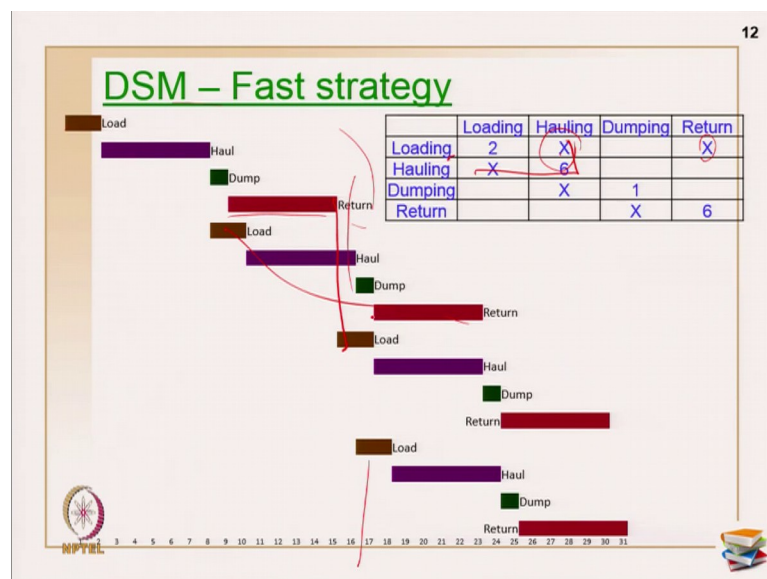 12
DSM – Fast strategy
Loading Hauling Dumping Return
Loading 2 X X
Hauling X 6
Dumping X 1
Return X 6
Load
Haul
Dump
Return
Load
Haul
Dump
Return
Load
Haul
Dump
Return
Load
Haul
Dump
Return
1 2 3 4 5 6 7 8 9 10 11 12 13 14 15 16 17 18 19 20 21 22 23 24 25 26 27 28 29 30 31
NPTEL